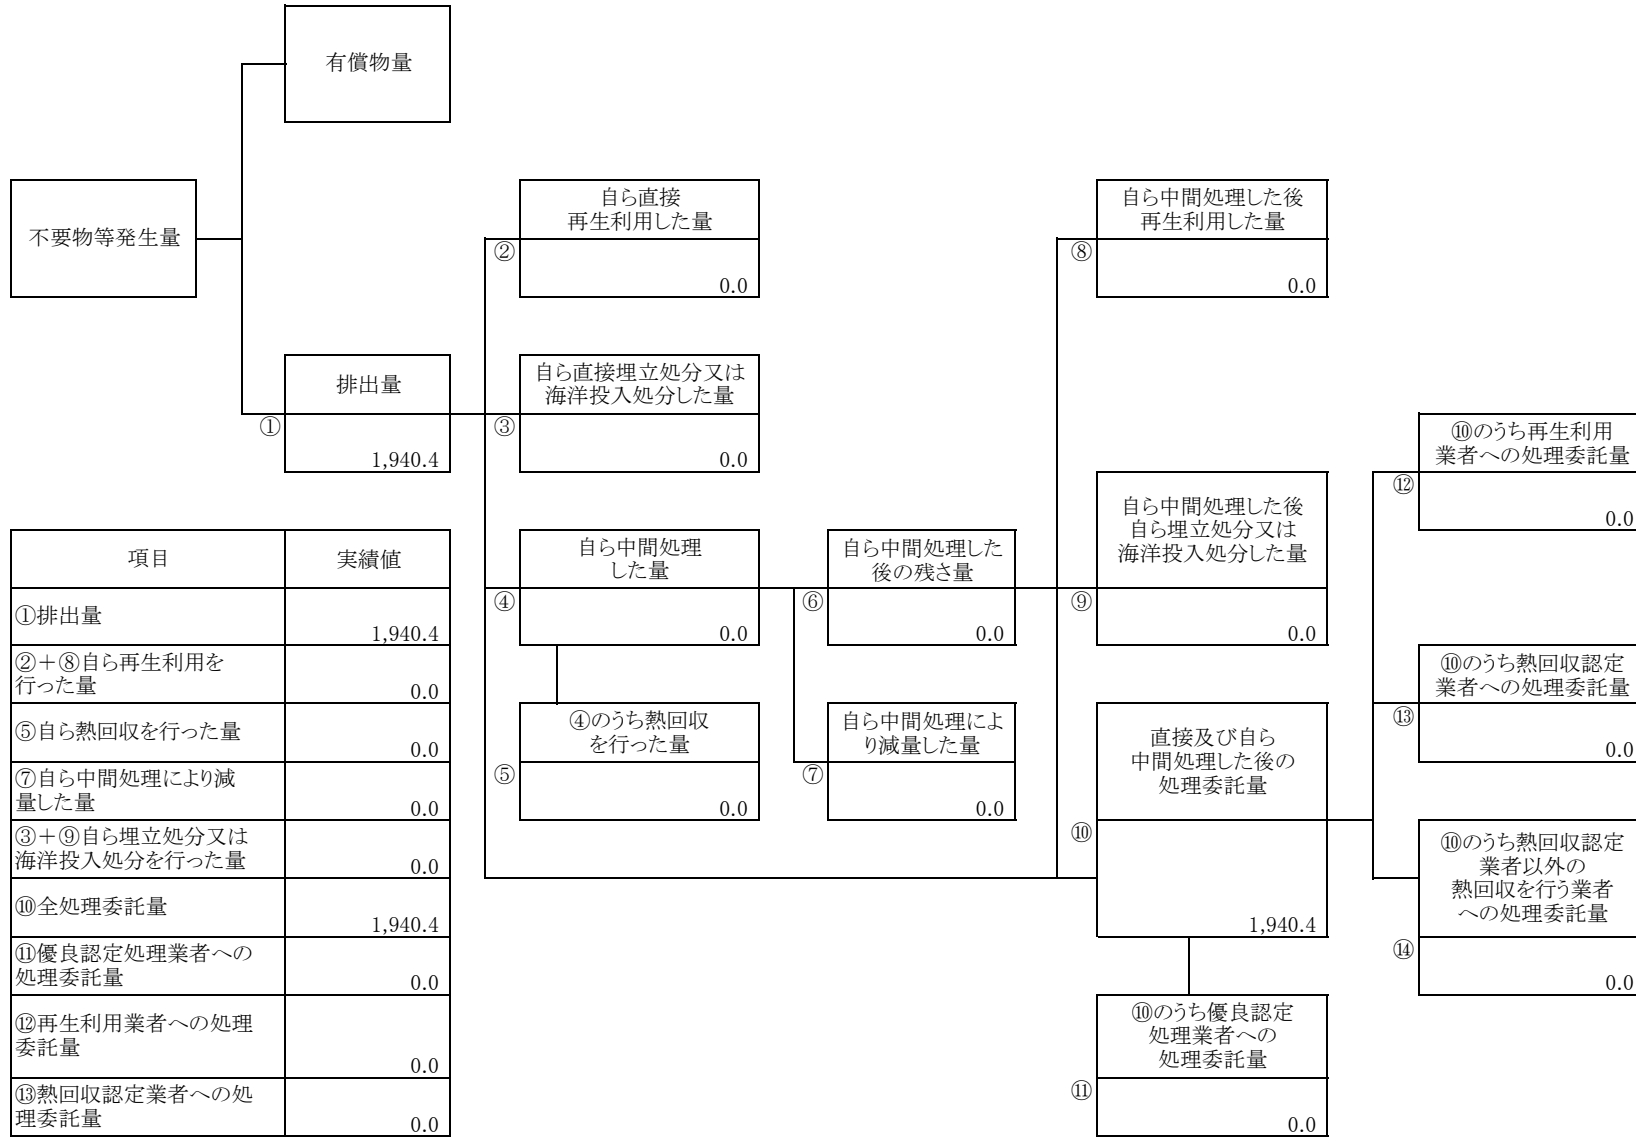 有償物量
不要物等発生量
排出量
①
1,940.4
自ら直接
再生利用した量
②
0.0
自ら直接埋立処分又は
海洋投入処分した量
③
0.0
自ら中間処理
した量
④
0.0
④のうち熱回収
を行った量
⑤
0.0
自ら中間処理した
後の残さ量
⑥
0.0
自ら中間処理によ
り減量した量
⑦
0.0
自ら中間処理した後
再生利用した量
⑧
0.0
自ら中間処理した後
自ら埋立処分又は
海洋投入処分した量
⑨
0.0
直接及び自ら
中間処理した後の
処理委託量
⑩
1,940.4
⑩のうち優良認定
処理業者への
処理委託量
⑪
0.0
⑩のうち再生利用
業者への処理委託量
⑫
0.0
⑩のうち熱回収認定
業者への処理委託量
⑬
0.0
⑩のうち熱回収認定
業者以外の
熱回収を行う業者
への処理委託量
⑭
0.0
項目 実績値
①排出量
1,940.4
②+⑧自ら再生利用を
行った量
0.0
⑤自ら熱回収を行った量
0.0
⑦自ら中間処理により減
量した量
0.0
③+⑨自ら埋立処分又は
海洋投入処分を行った量
0.0
⑩全処理委託量
1,940.4
⑪優良認定処理業者への
処理委託量
0.0
⑫再生利用業者への処理
委託量
0.0
⑬熱回収認定業者への処
理委託量
0.0